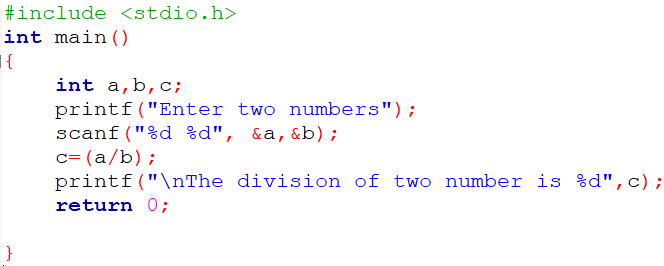 #include <stdio.h>
int main()
{
    int a,b,c;
    printf("Enter two numbers");
    scanf("%d %d", &a,&b);
    c=(a/b);
    printf("\nThe division of two number is %d",c);
    return 0;
}